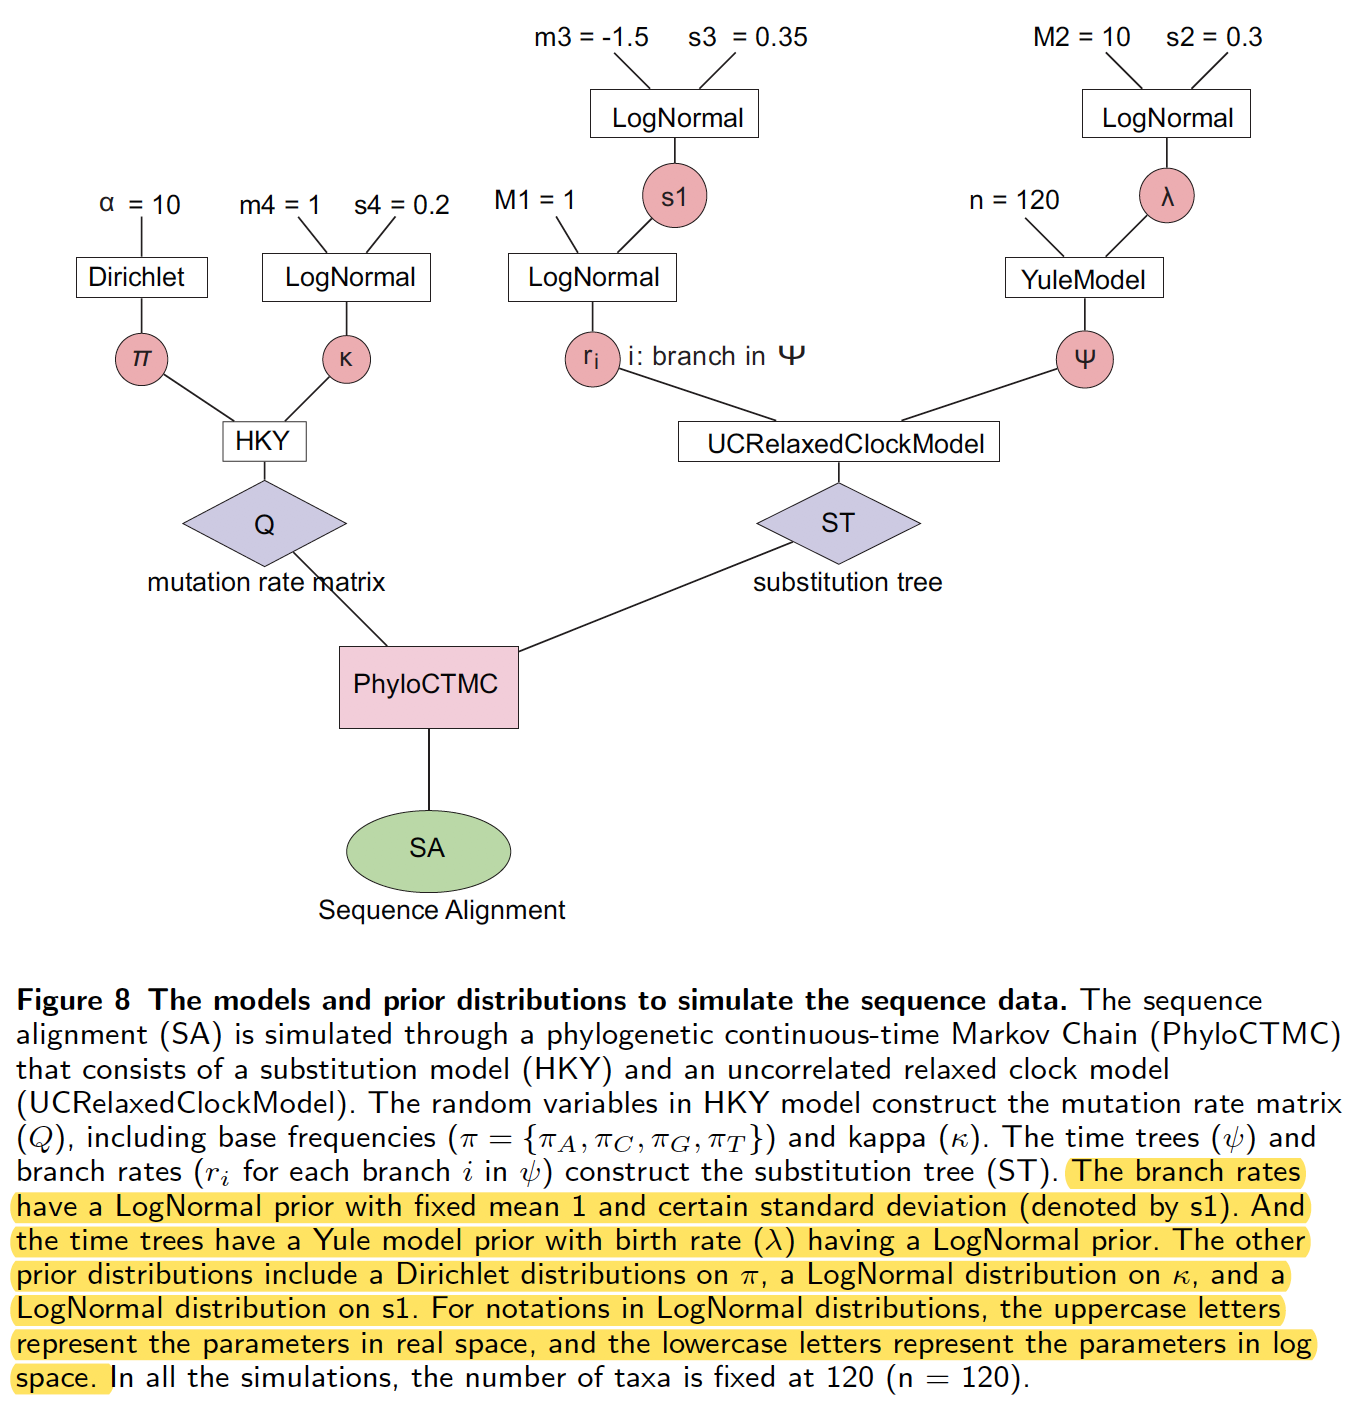 m3 = -1.5 s3 = 0.35 M2 = 10 s2 = 0.3
LogNormal LogNormal
s1 λ
α = 10 m4 = 1 s4 = 0.2 M1 = 1 n = 120
Dirichlet LogNormal LogNormal YuleModel
π κ ri i: branch in Ψ Ψ
HKY UCRelaxedClockModel
Q ST
mutation rate matrix substitution tree
PhyloCTMC
SA
Sequence Alignment
Figure 8 The models and prior distributions to simulate the sequence data. The sequence
alignment (SA) is simulated through a phylogenetic continuous-time Markov Chain (PhyloCTMC)
that consists of a substitution model (HKY) and an uncorrelated relaxed clock model
(UCRelaxedClockModel). The random variables in HKY model construct the mutation rate matrix
(Q), including base frequencies (π = {πA, πC, πG, πT}) and kappa (κ). The time trees (ψ) and
branch rates (ri for each branch i in ψ) construct the substitution tree (ST). The branch rates
have a LogNormal prior with fixed mean 1 and certain standard deviation (denoted by s1). And
the time trees have a Yule model prior with birth rate (λ) having a LogNormal prior. The other
prior distributions include a Dirichlet distributions on π, a LogNormal distribution on κ, and a
LogNormal distribution on s1. For notations in LogNormal distributions, the uppercase letters
represent the parameters in real space, and the lowercase letters represent the parameters in log
space. In all the simulations, the number of taxa is fixed at 120 (n = 120).